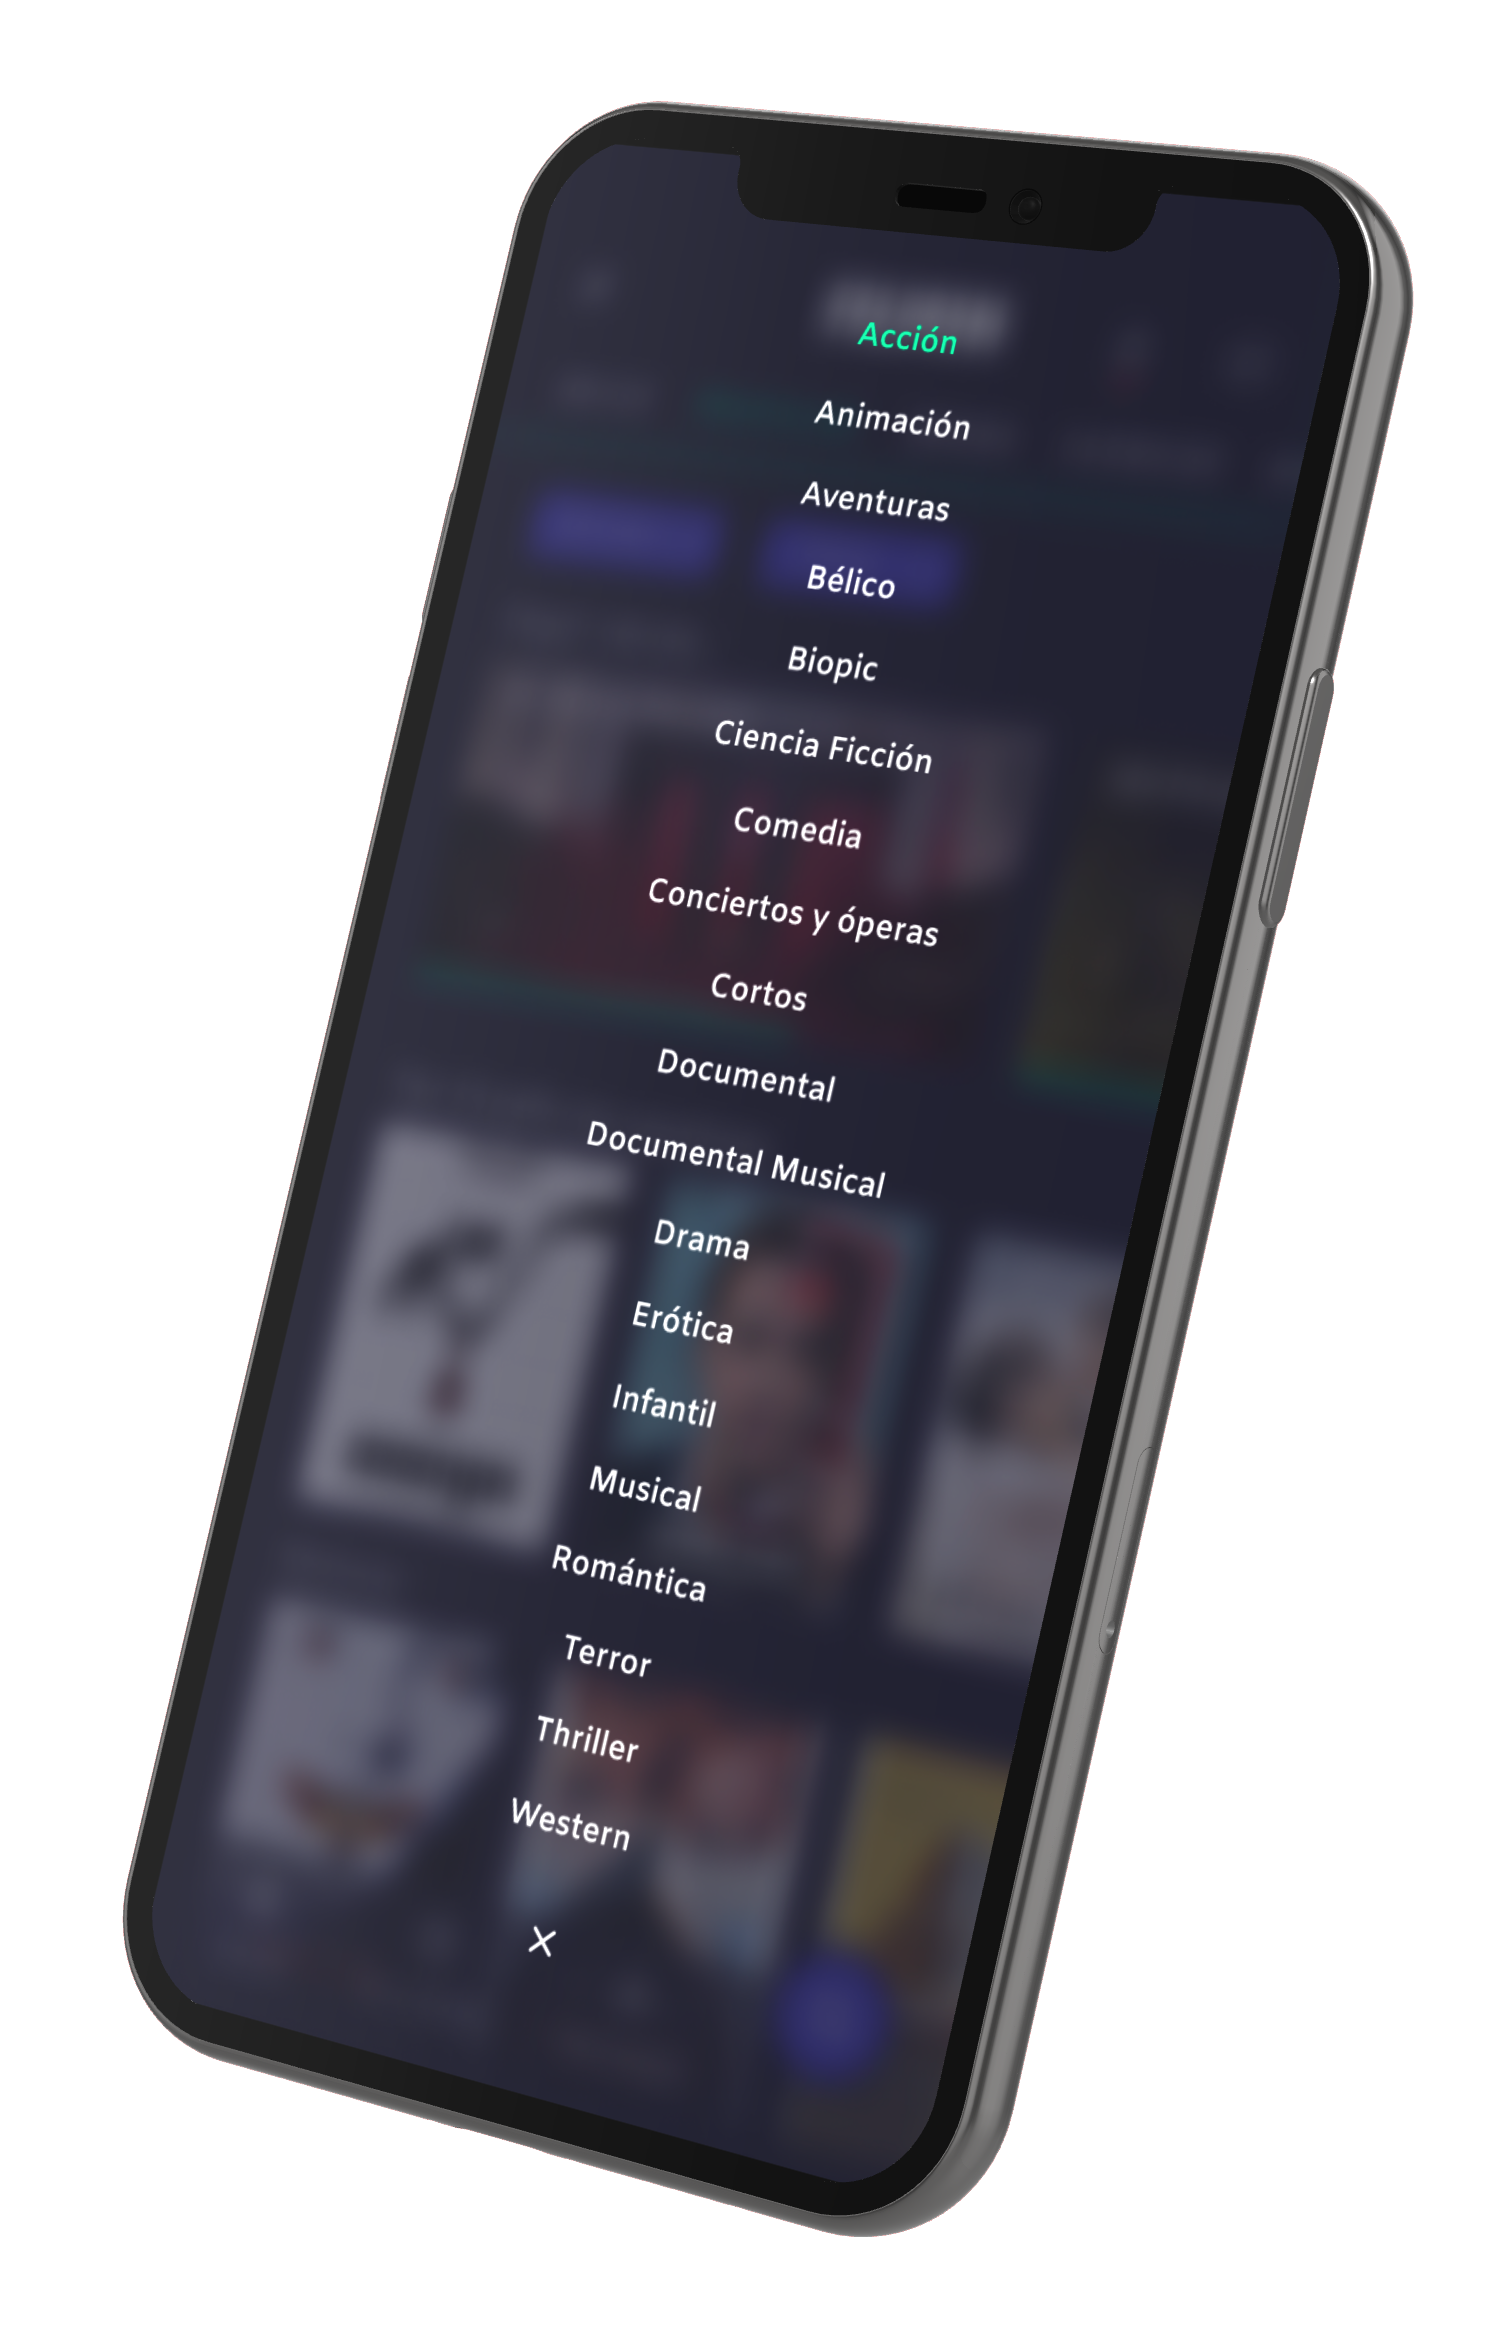 Acción
Animación
Aventuras
Bélico
Biopic
Ciencia Ficción
Comedia
Conciertos y óperas
Cortos
Documental
Documental Musical
Drama
Erótica
Infantil
Musical
Romántica
Terror
Thriller
Western